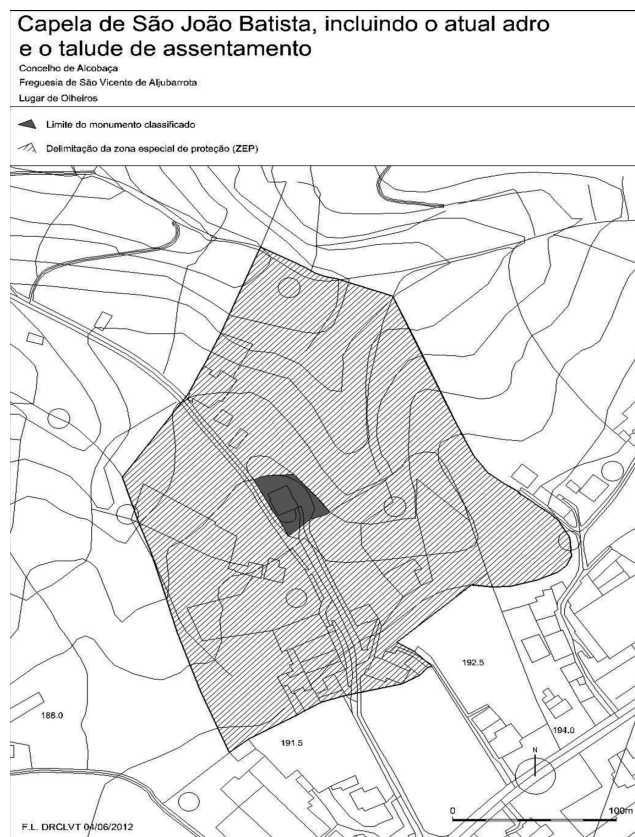 Capela de São João Batista, incluindo o atual adro
e o talude de assentamento
Concelho de Alcobaça
Freguesia de São Vicente de Aljubarrota
Lugar de Olheiros
Limite do monumento classificado
Delimitação da zona especial de proteção (ZEP)
192.5
188.0
194.0
191.5
N
0 100m
F.L. DRCLVT 04/06/2012